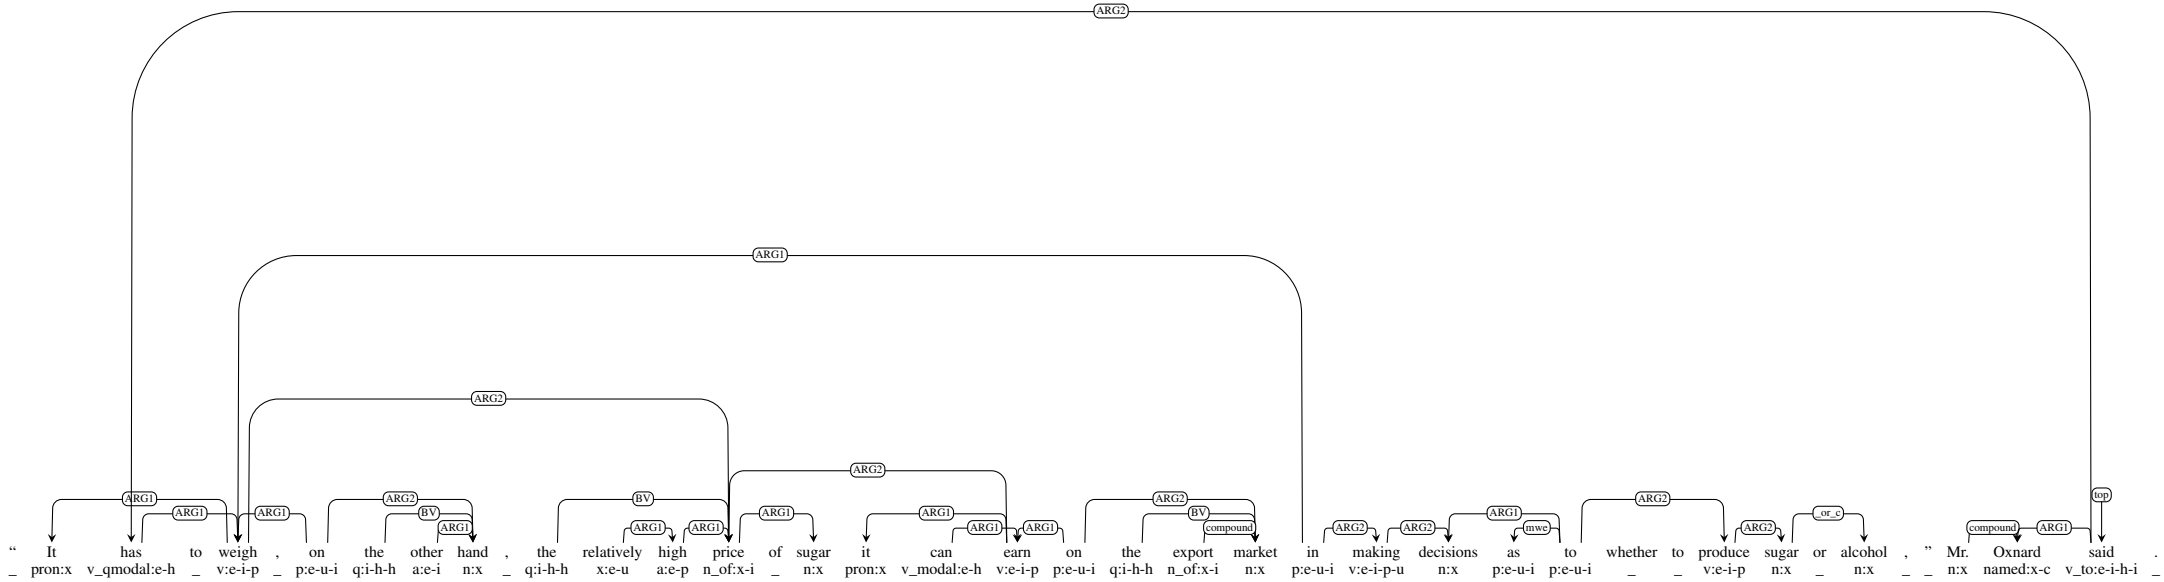 ARG2
ARG1
ARG2
ARG2
top
ARG1 ARG2 BV ARG1 ARG2 ARG1 ARG2
ARG1 ARG1 BV ARG1 ARG1 BV ARG2 ARG2 _or_c
ARG1 ARG1 ARG1 ARG1 ARG1 compound mwe ARG2 compound ARG1
“ It has to weigh , on the other hand , the relatively high price of sugar it can earn on the export market in making decisions as to whether to produce sugar or alcohol , ” Mr. Oxnard said .
_ pron:x v_qmodal:e-h _ v:e-i-p _ p:e-u-i q:i-h-h a:e-i n:x _ q:i-h-h x:e-u a:e-p n_of:x-i _ n:x pron:x v_modal:e-h v:e-i-p p:e-u-i q:i-h-h n_of:x-i n:x p:e-u-i v:e-i-p-u n:x p:e-u-i p:e-u-i _ _ v:e-i-p n:x _ n:x _ _ n:x named:x-c v_to:e-i-h-i _